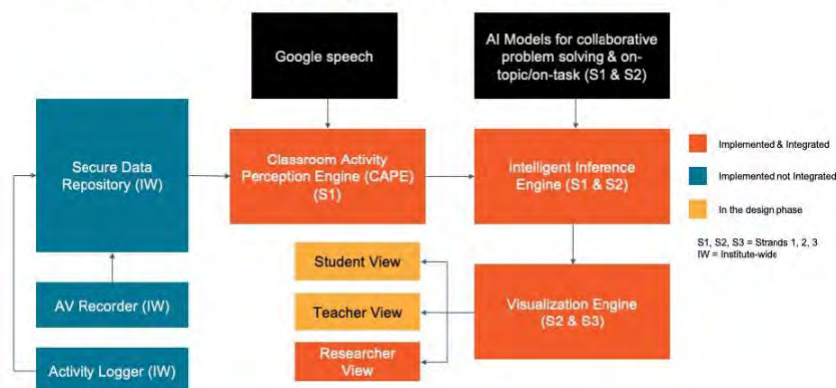 Google speech
AI Models for collaborative
problem solving & on-
topic/on-task (S1 & S2)
Secure Data
Repository (IW)
Classroom Activity
Perception Engine (CAPE)
(S1)
Intelligent Inference
Engine (S1 & S2)
Implemented & Integrated
Implemented not Integrated
In the design phase
S1, S2, S3 = Strands 1, 2, 3
IW = Institute-wide
AV Recorder (IW)
Activity Logger (IW)
Student View
Teacher View
Researcher
View
Visualization Engine
(S2 & S3)